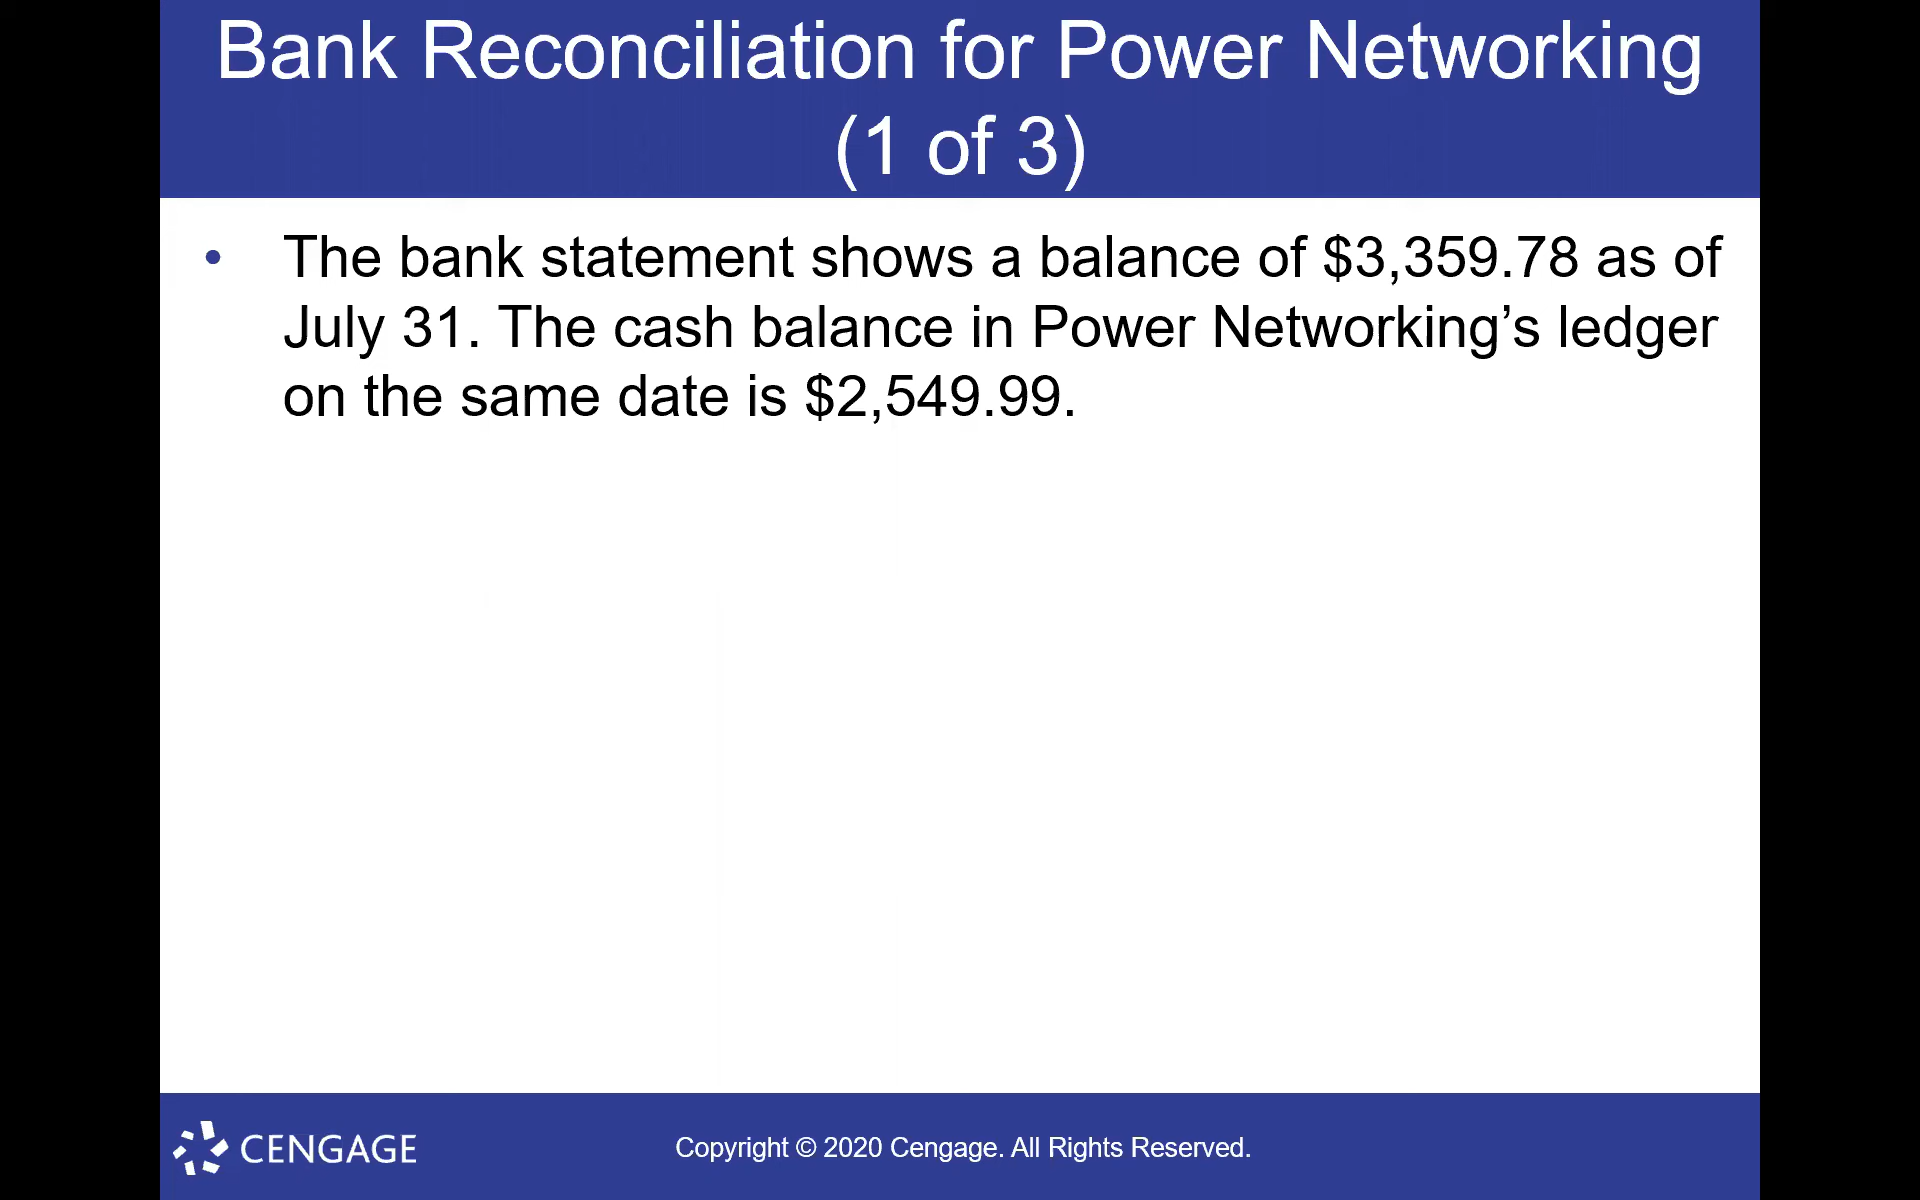 Bank Reconciliation for Power Networking
(1 of 3)
• The bank statement shows a balance of $3,359.78 as of
July 31. The cash balance in Power Networking’s ledger
on the same date is $2,549.99.
CENGAGE
Copyright © 2020 Cengage. All Rights Reserved.